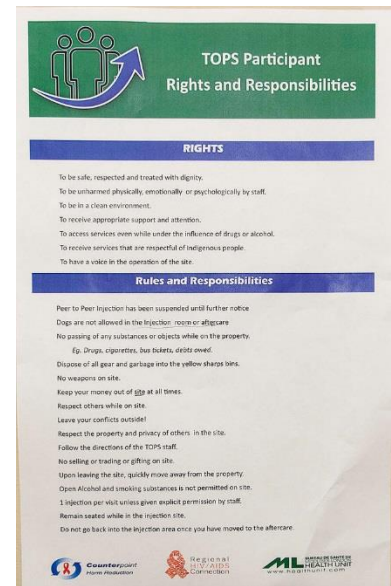 TOPS Participant
Rights and Responsibilities
RIGHTS
To be safe, respected and treated with dignity.
To be unharmed physically, emotionally or psychologically by staff.
To be in a clean environment.
To receive appropriate support and attention.
To access services even while under the influence of drugs or alcohol.
To receive services that are respectful of Indigenous people.
To have a voice in the operation of the site.
Rules and Responsibilities
Peer to Peer Injection has been suspended until further notice
Dogs are not allowed in the Injection room or aftercare
No passing of any substances or objects while on the property.
Eg. Drugs, cigarettes, bus tickets, debts owed.
Dispose of all gear and garbage into the yellow sharps bins.
No weapons on site.
Keep your money out of site at all times.
Respect others while on site.
Leave your conflicts outside!
Respect the property and privacy of others in the site.
Follow the directions of the TOPS staff.
No selling or trading or gifting on site.
Upon leaving the site, quickly move away from the property.
Open Alcohol and smoking substances is not permitted on site.
1 injection per visit unless given explicit permission by staff.
Remain seated while in the injection site.
Do not go back into the injection area once you have moved to the aftercare.
Counterpoint
Harm Reduction
Regional
HIV/AIDS
Connection
ML
HEALTH UNIT
www.healthunit.com